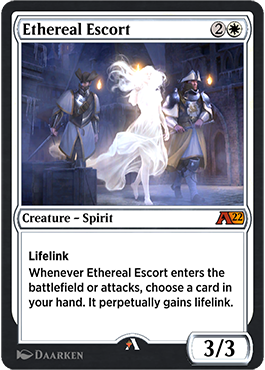 Ethereal Escort 2
Creature – Spirit A22
Lifelink
Whenever Ethereal Escort enters the
battlefield or attacks, choose a card in
your hand. It perpetually gains lifelink.
DAARKEN
3/3